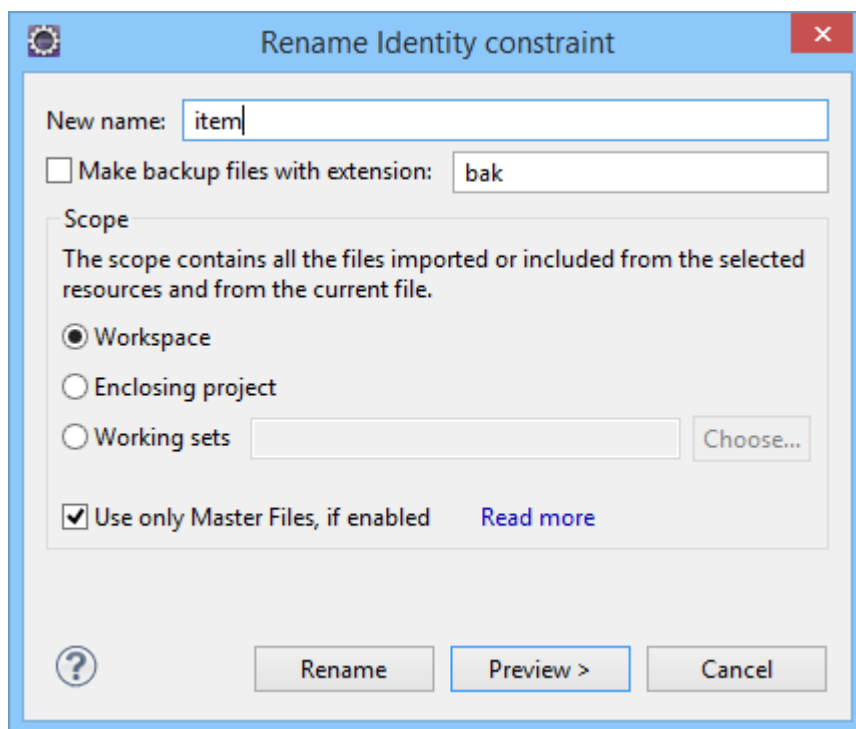 Rename Identity constraint
New name: item
Make backup files with extension: bak
Scope
The scope contains all the files imported or included from the selected
resources and from the current file.
Workspace
Enclosing project
Working sets Choose...
Use only Master Files, if enabled Read more
? Rename Preview > Cancel